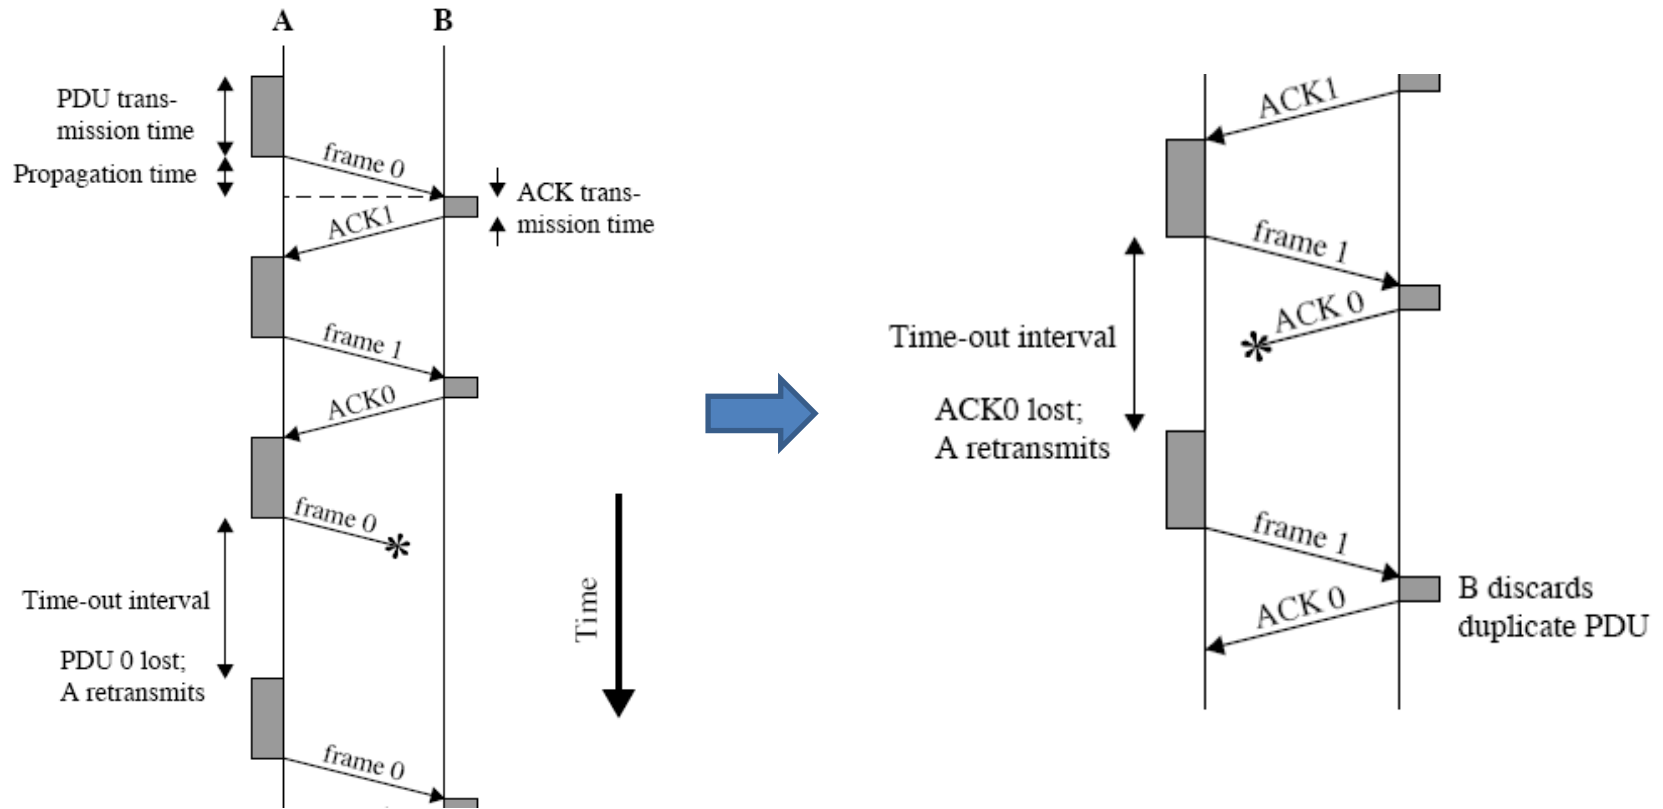 A
B
PDU trans-
mission time
frame 0
Propagation time
ACK trans-
mission time
ACK1
frame 1
ACK0
frame 0
Time-out interval
PDU 0 lost;
A retransmits
frame 0
Time
ACK1
frame 1
ACK 0
Time-out interval
ACK0 lost;
A retransmits
frame 1
ACK 0
B discards
duplicate PDU